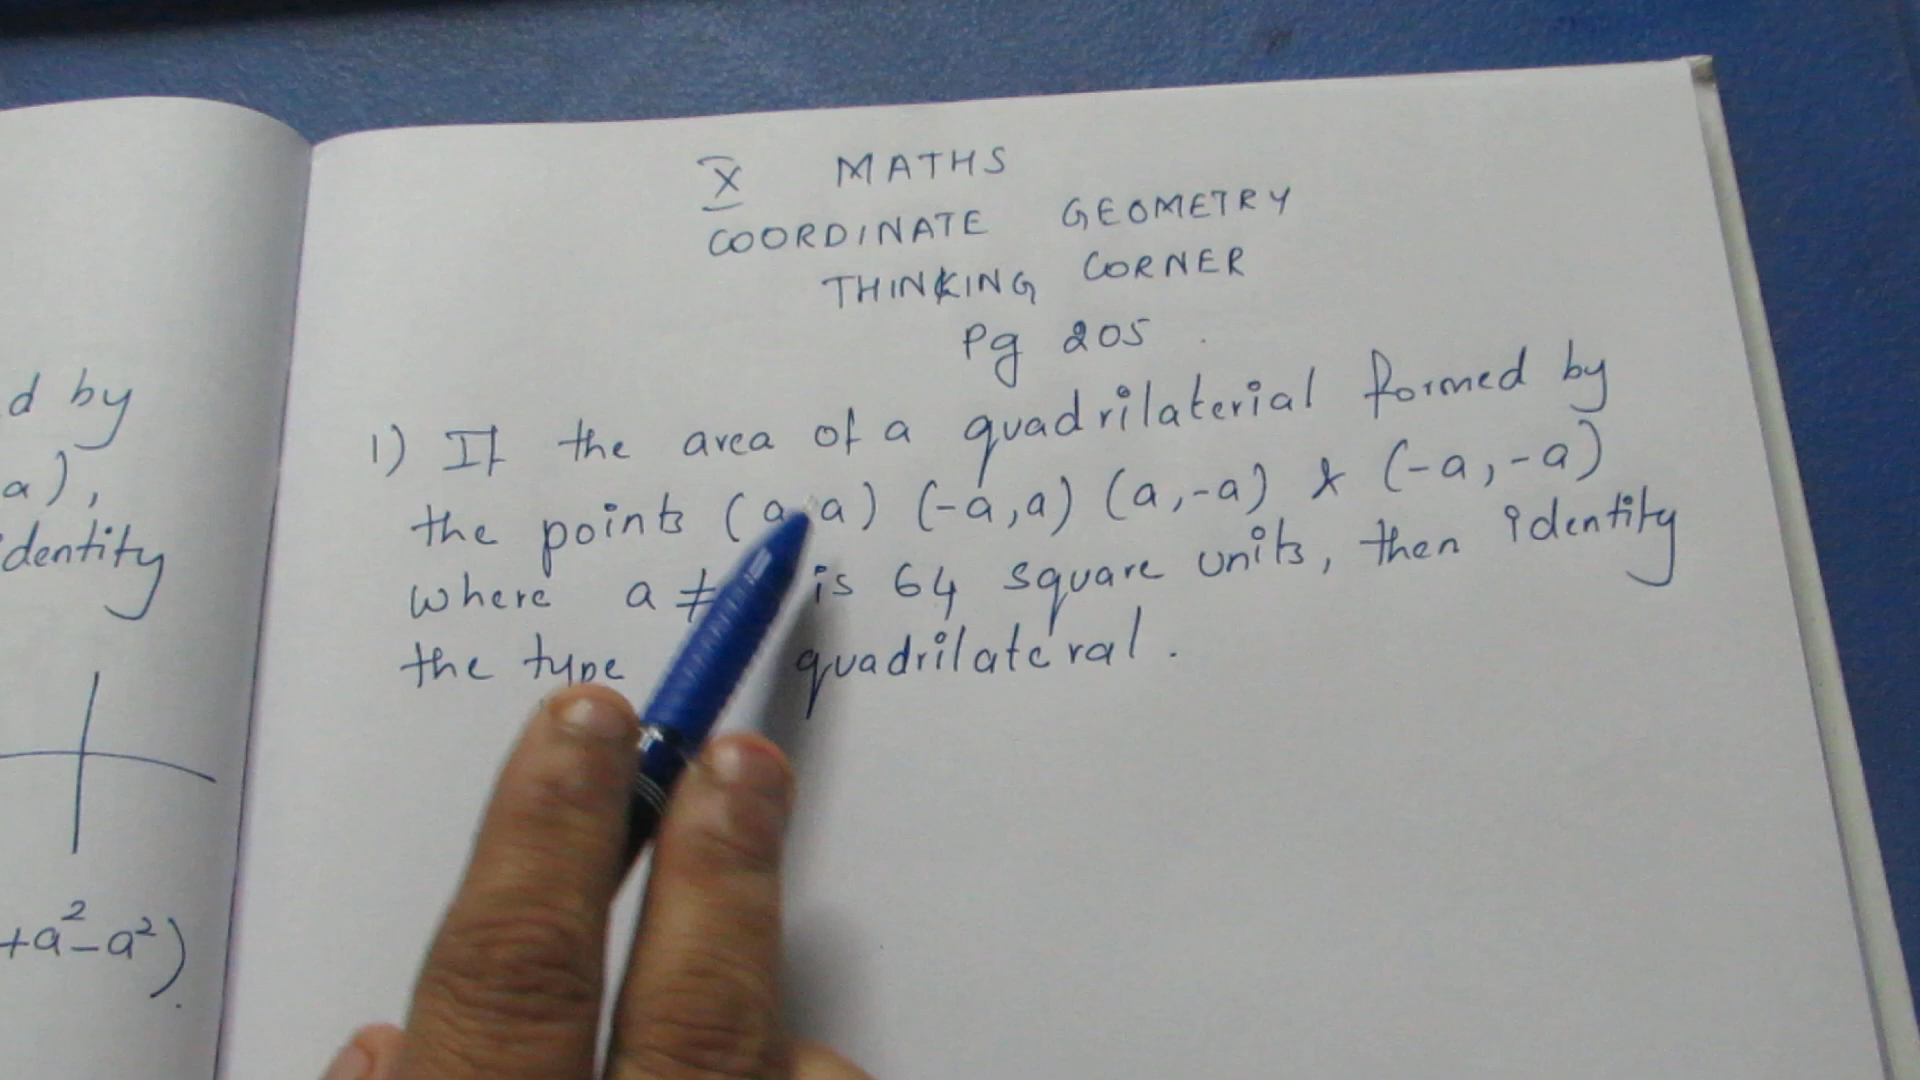 d by
a),
dentity
+a²-a²)
X MATHS
COORDINATE GEOMETRY
THINKING CORNER
Pg 205
1) If the area of a quadrilaterial formed by
the points (a, a) (-a, a) (a, -a) & (-a, -a)
where a ≠ is 64 square units, then identity
the type quadrilateral.